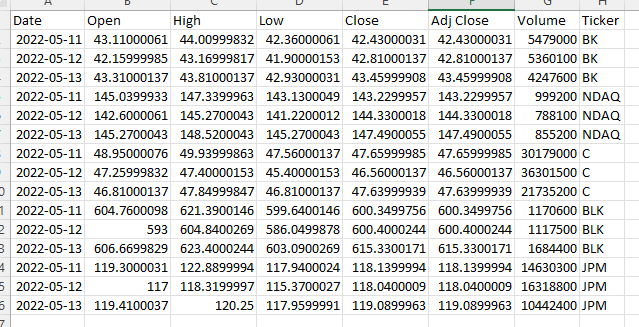 A B C D E F G H
Date Open High Low Close Adj Close Volume Ticker
2022-05-11 43.11000061 44.00999832 42.36000061 42.43000031 42.43000031 5479000 BK
2022-05-12 42.15999985 43.16999817 41.90000153 42.81000137 42.81000137 5360100 BK
2022-05-13 43.31000137 43.81000137 42.93000031 43.45999908 43.45999908 4247600 BK
2022-05-11 145.0399933 147.3399963 143.1300049 143.2299957 143.2299957 999200 NDAQ
2022-05-12 142.6000061 145.2700043 141.2200012 144.3300018 144.3300018 788100 NDAQ
2022-05-13 145.2700043 148.5200043 145.2700043 147.4900055 147.4900055 855200 NDAQ
2022-05-11 48.95000076 49.93999863 47.56000137 47.65999985 47.65999985 30179000 C
2022-05-12 47.25999832 47.40000153 45.40000153 46.56000137 46.56000137 36301500 C
2022-05-13 46.81000137 47.84999847 46.81000137 47.63999939 47.63999939 21735200 C
2022-05-11 604.7600098 621.3900146 599.6400146 600.3499756 600.3499756 1170600 BLK
2022-05-12 593 604.8400269 586.0499878 600.4000244 600.4000244 1117500 BLK
2022-05-13 606.6699829 623.4000244 603.0900269 615.3300171 615.3300171 1684400 BLK
2022-05-11 119.3000031 122.8899994 117.9400024 118.1399994 118.1399994 14630300 JPM
2022-05-12 117 118.3199997 115.3700027 118.0400009 118.0400009 16318800 JPM
2022-05-13 119.4100037 120.25 117.9599991 119.0899963 119.0899963 10442400 JPM